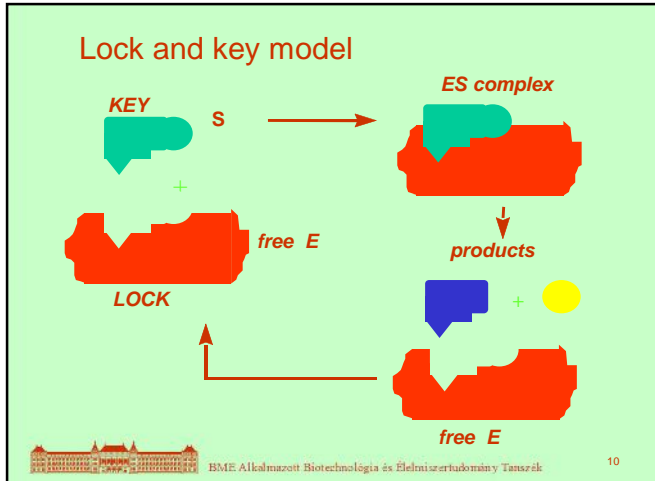 Lock and key model
KEY
S
ES complex
+
free E
LOCK
products
+
free E
BME Alkalmazott Biotechnológia és Élelmiszertudomány Tanszék
10